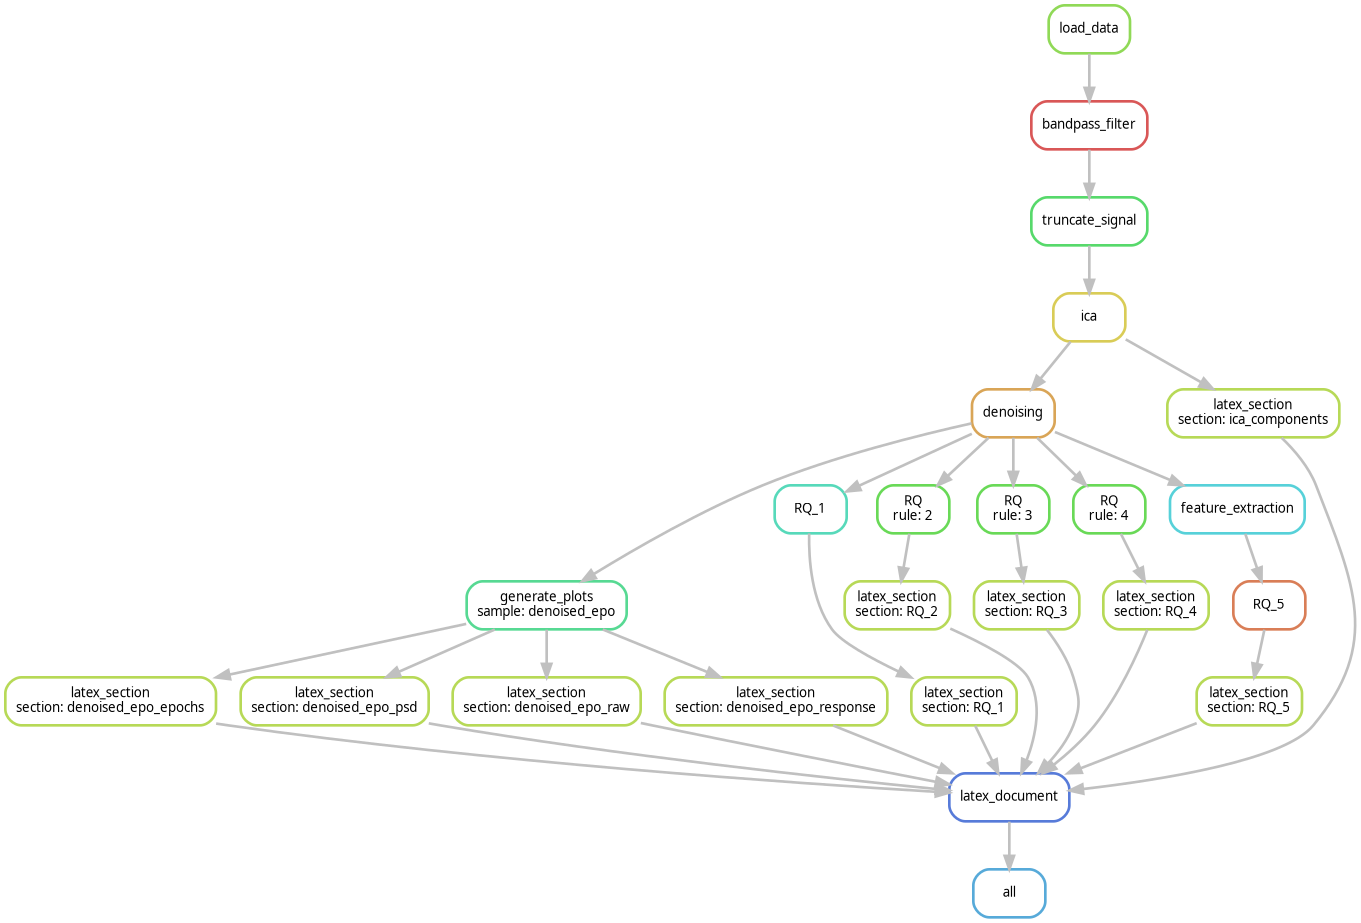 load_data
bandpass_filter
truncate_signal
ica
denoising
latex_section
section: ica_components
RQ_1
RQ
rule: 2
RQ
rule: 3
RQ
rule: 4
feature_extraction
generate_plots
sample: denoised_epo
latex_section
section: RQ_2
latex_section
section: RQ_3
latex_section
section: RQ_4
RQ_5
latex_section
section: denoised_epo_epochs
latex_section
section: denoised_epo_psd
latex_section
section: denoised_epo_raw
latex_section
section: denoised_epo_response
latex_section
section: RQ_1
latex_section
section: RQ_5
latex_document
all